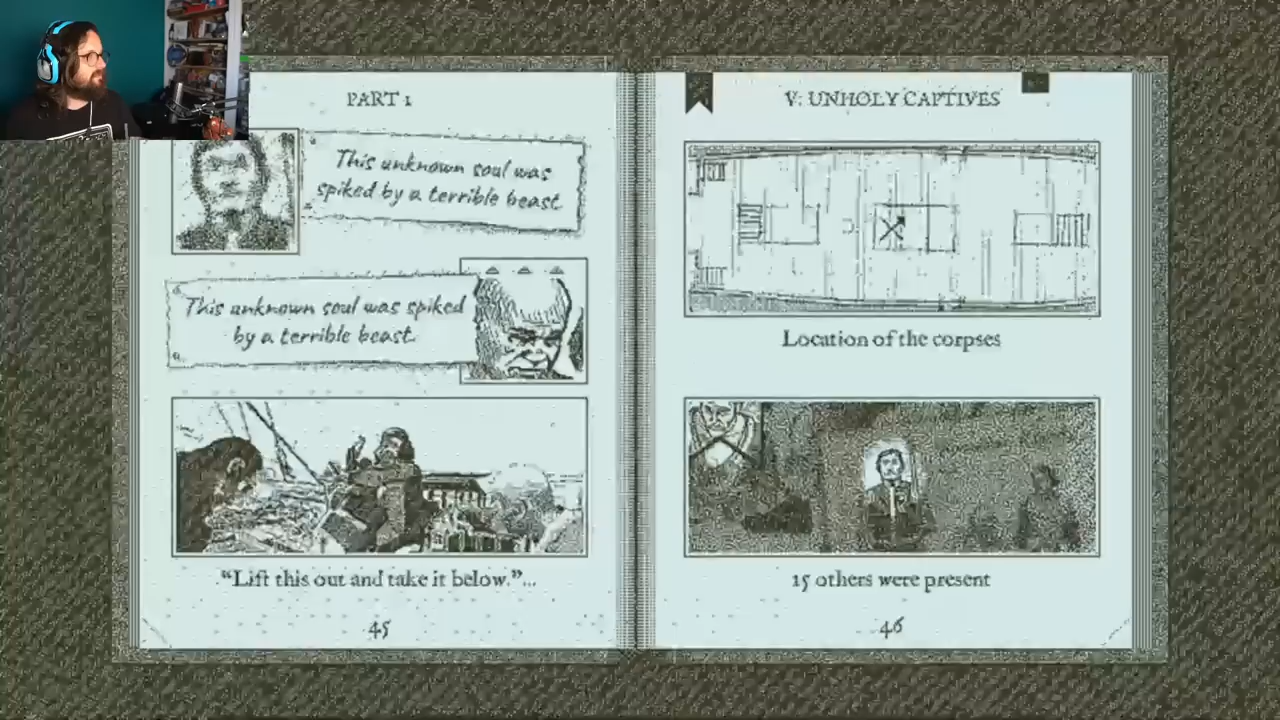 PART 1
This unknown soul was
spiked by a terrible beast
This unknown soul was spiked
by a terrible beast.
“Lift this out and take it below.”...
45
V: UNHOLY CAPTIVES
Location of the corpses
15 others were present
46